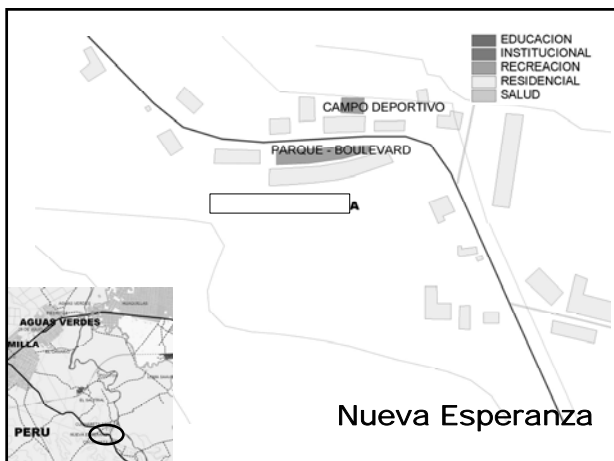 EDUCACION
INSTITUCIONAL
RECREACION
RESIDENCIAL
SALUD
CAMPO DEPORTIVO
PARQUE - BOULEVARD
A
AGUAS VERDES
MILLA
PERU
Nueva Esperanza